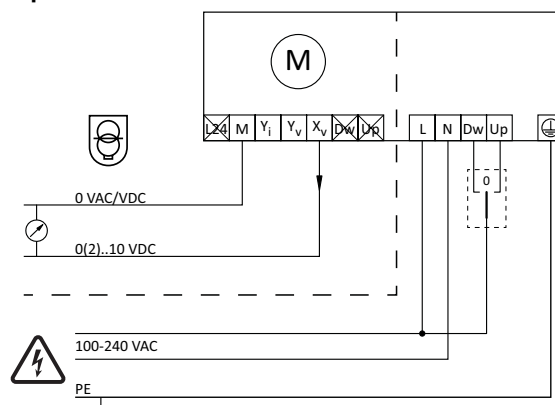 M
L24 M Yi Yv Xv Dw Up L N Dw Up
0
0 VAC/VDC
0(2)..10 VDC
100-240 VAC
PE